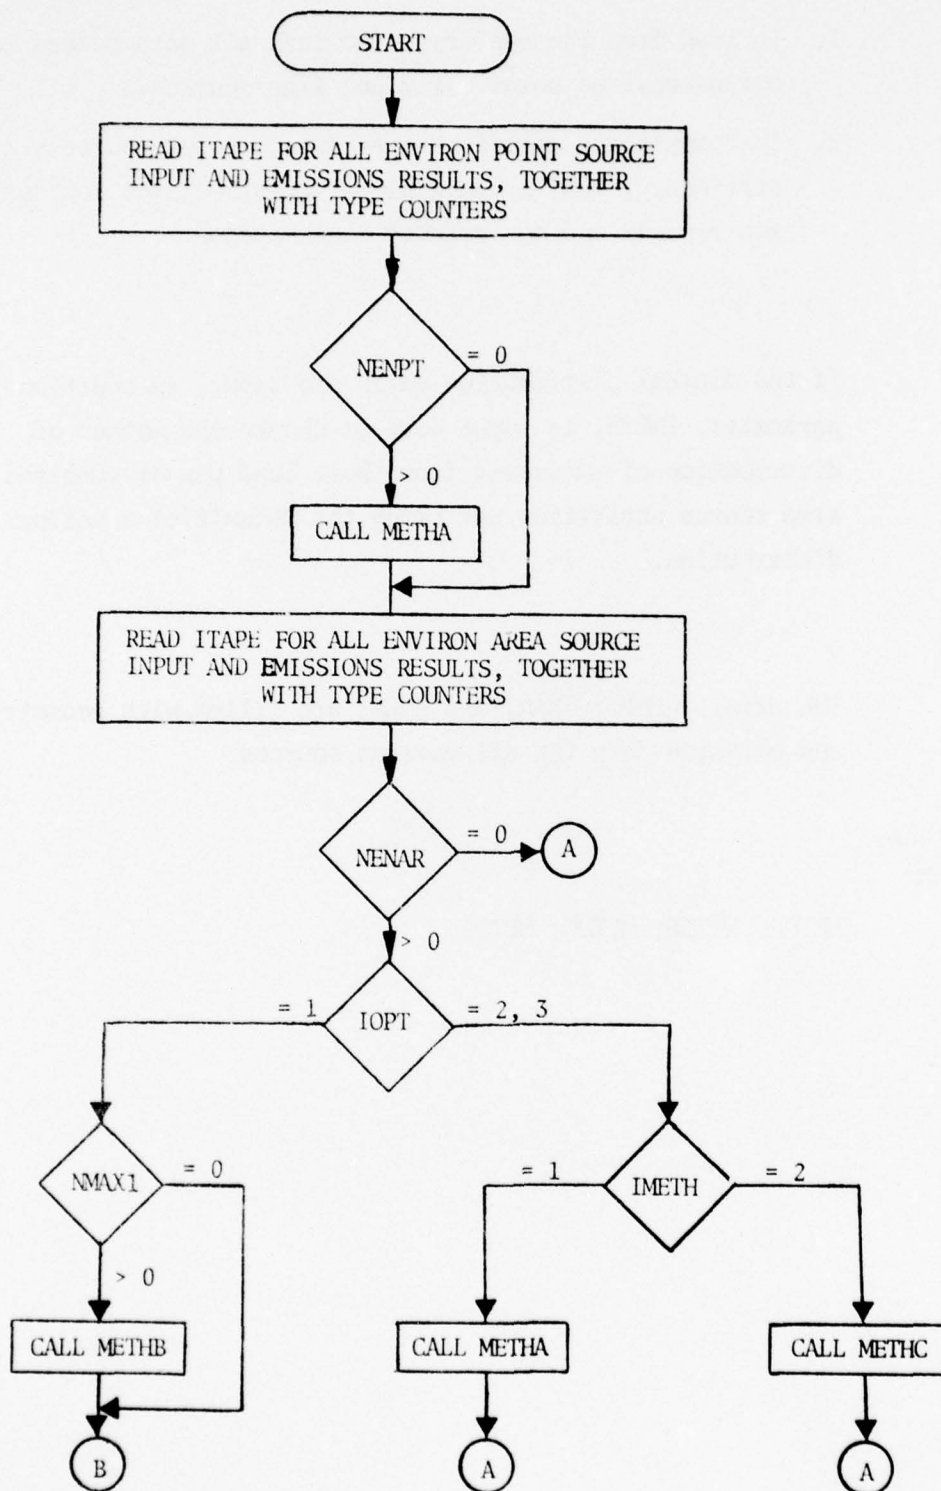 START
READ ITAPE FOR ALL ENVIRON POINT SOURCE
INPUT AND EMISSIONS RESULTS, TOGETHER
WITH TYPE COUNTERS
NENPT
= 0
> 0
CALL METHA
READ ITAPE FOR ALL ENVIRON AREA SOURCE
INPUT AND EMISSIONS RESULTS, TOGETHER
WITH TYPE COUNTERS
NENAR
= 0
A
> 0
= 1
IOPT
= 2, 3
NMAX1
= 0
= 1
IMETH
= 2
> 0
CALL METHB
CALL METHA
CALL METHC
B
A
A